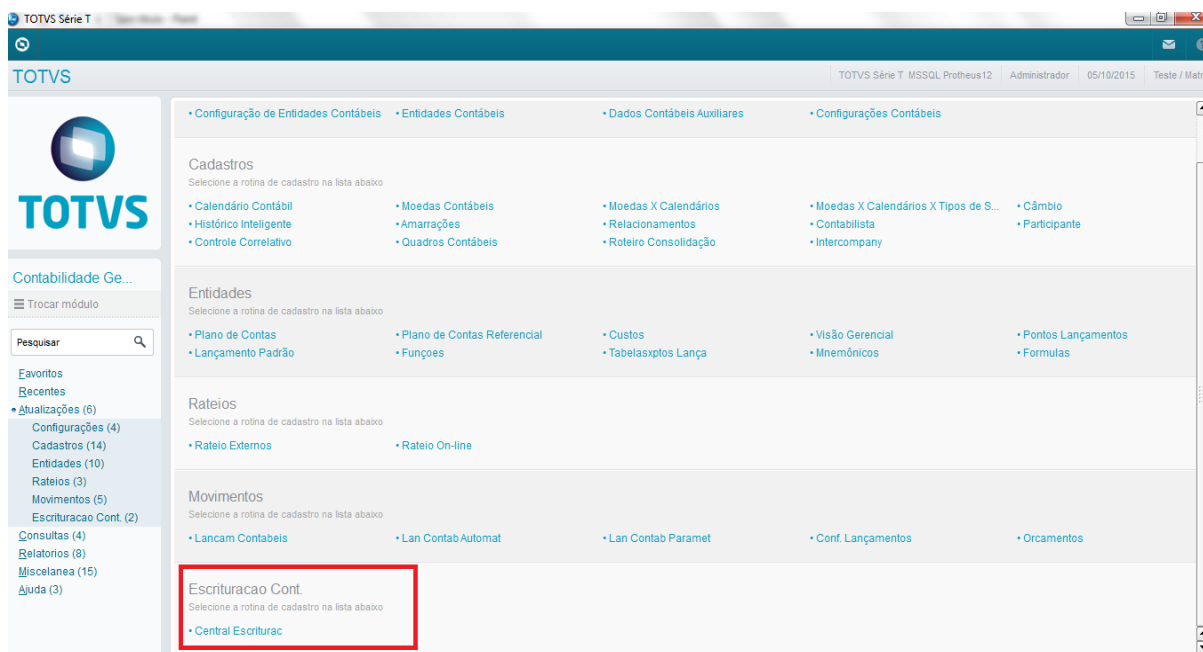 TOTVS Série T
TOTVS
TOTVS Série T MSSQL Protheus12 Administrador 05/10/2015 Teste / Matr
TOTVS
Contabilidade Ge...
Trocar módulo
Pesquisar
Favoritos
Recentes
Atualizações (6)
Configurações (4)
Cadastros (14)
Entidades (10)
Rateios (3)
Movimentos (5)
Escrituracao Cont. (2)
Consultas (4)
Relatorios (8)
Miscelanea (15)
Ajuda (3)
• Configuração de Entidades Contábeis • Entidades Contábeis • Dados Contábeis Auxiliares • Configurações Contábeis
Cadastros
Selecione a rotina de cadastro na lista abaixo
• Calendário Contábil • Moedas Contábeis • Moedas X Calendários • Moedas X Calendários X Tipos de S... • Câmbio
• Histórico Inteligente • Amarrações • Relacionamentos • Contabilista • Participante
• Controle Correlativo • Quadros Contábeis • Roteiro Consolidação • Intercompany
Entidades
Selecione a rotina de cadastro na lista abaixo
• Plano de Contas • Plano de Contas Referencial • Custos • Visão Gerencial • Pontos Lançamentos
• Lançamento Padrão • Funçoes • Tabelasxptos Lança • Mnemônicos • Formulas
Rateios
Selecione a rotina de cadastro na lista abaixo
• Rateio Externos • Rateio On-line
Movimentos
Selecione a rotina de cadastro na lista abaixo
• Lancam Contabeis • Lan Contab Automat • Lan Contab Paramet • Conf. Lançamentos • Orcamentos
Escrituracao Cont.
Selecione a rotina de cadastro na lista abaixo
• Central Escriturac